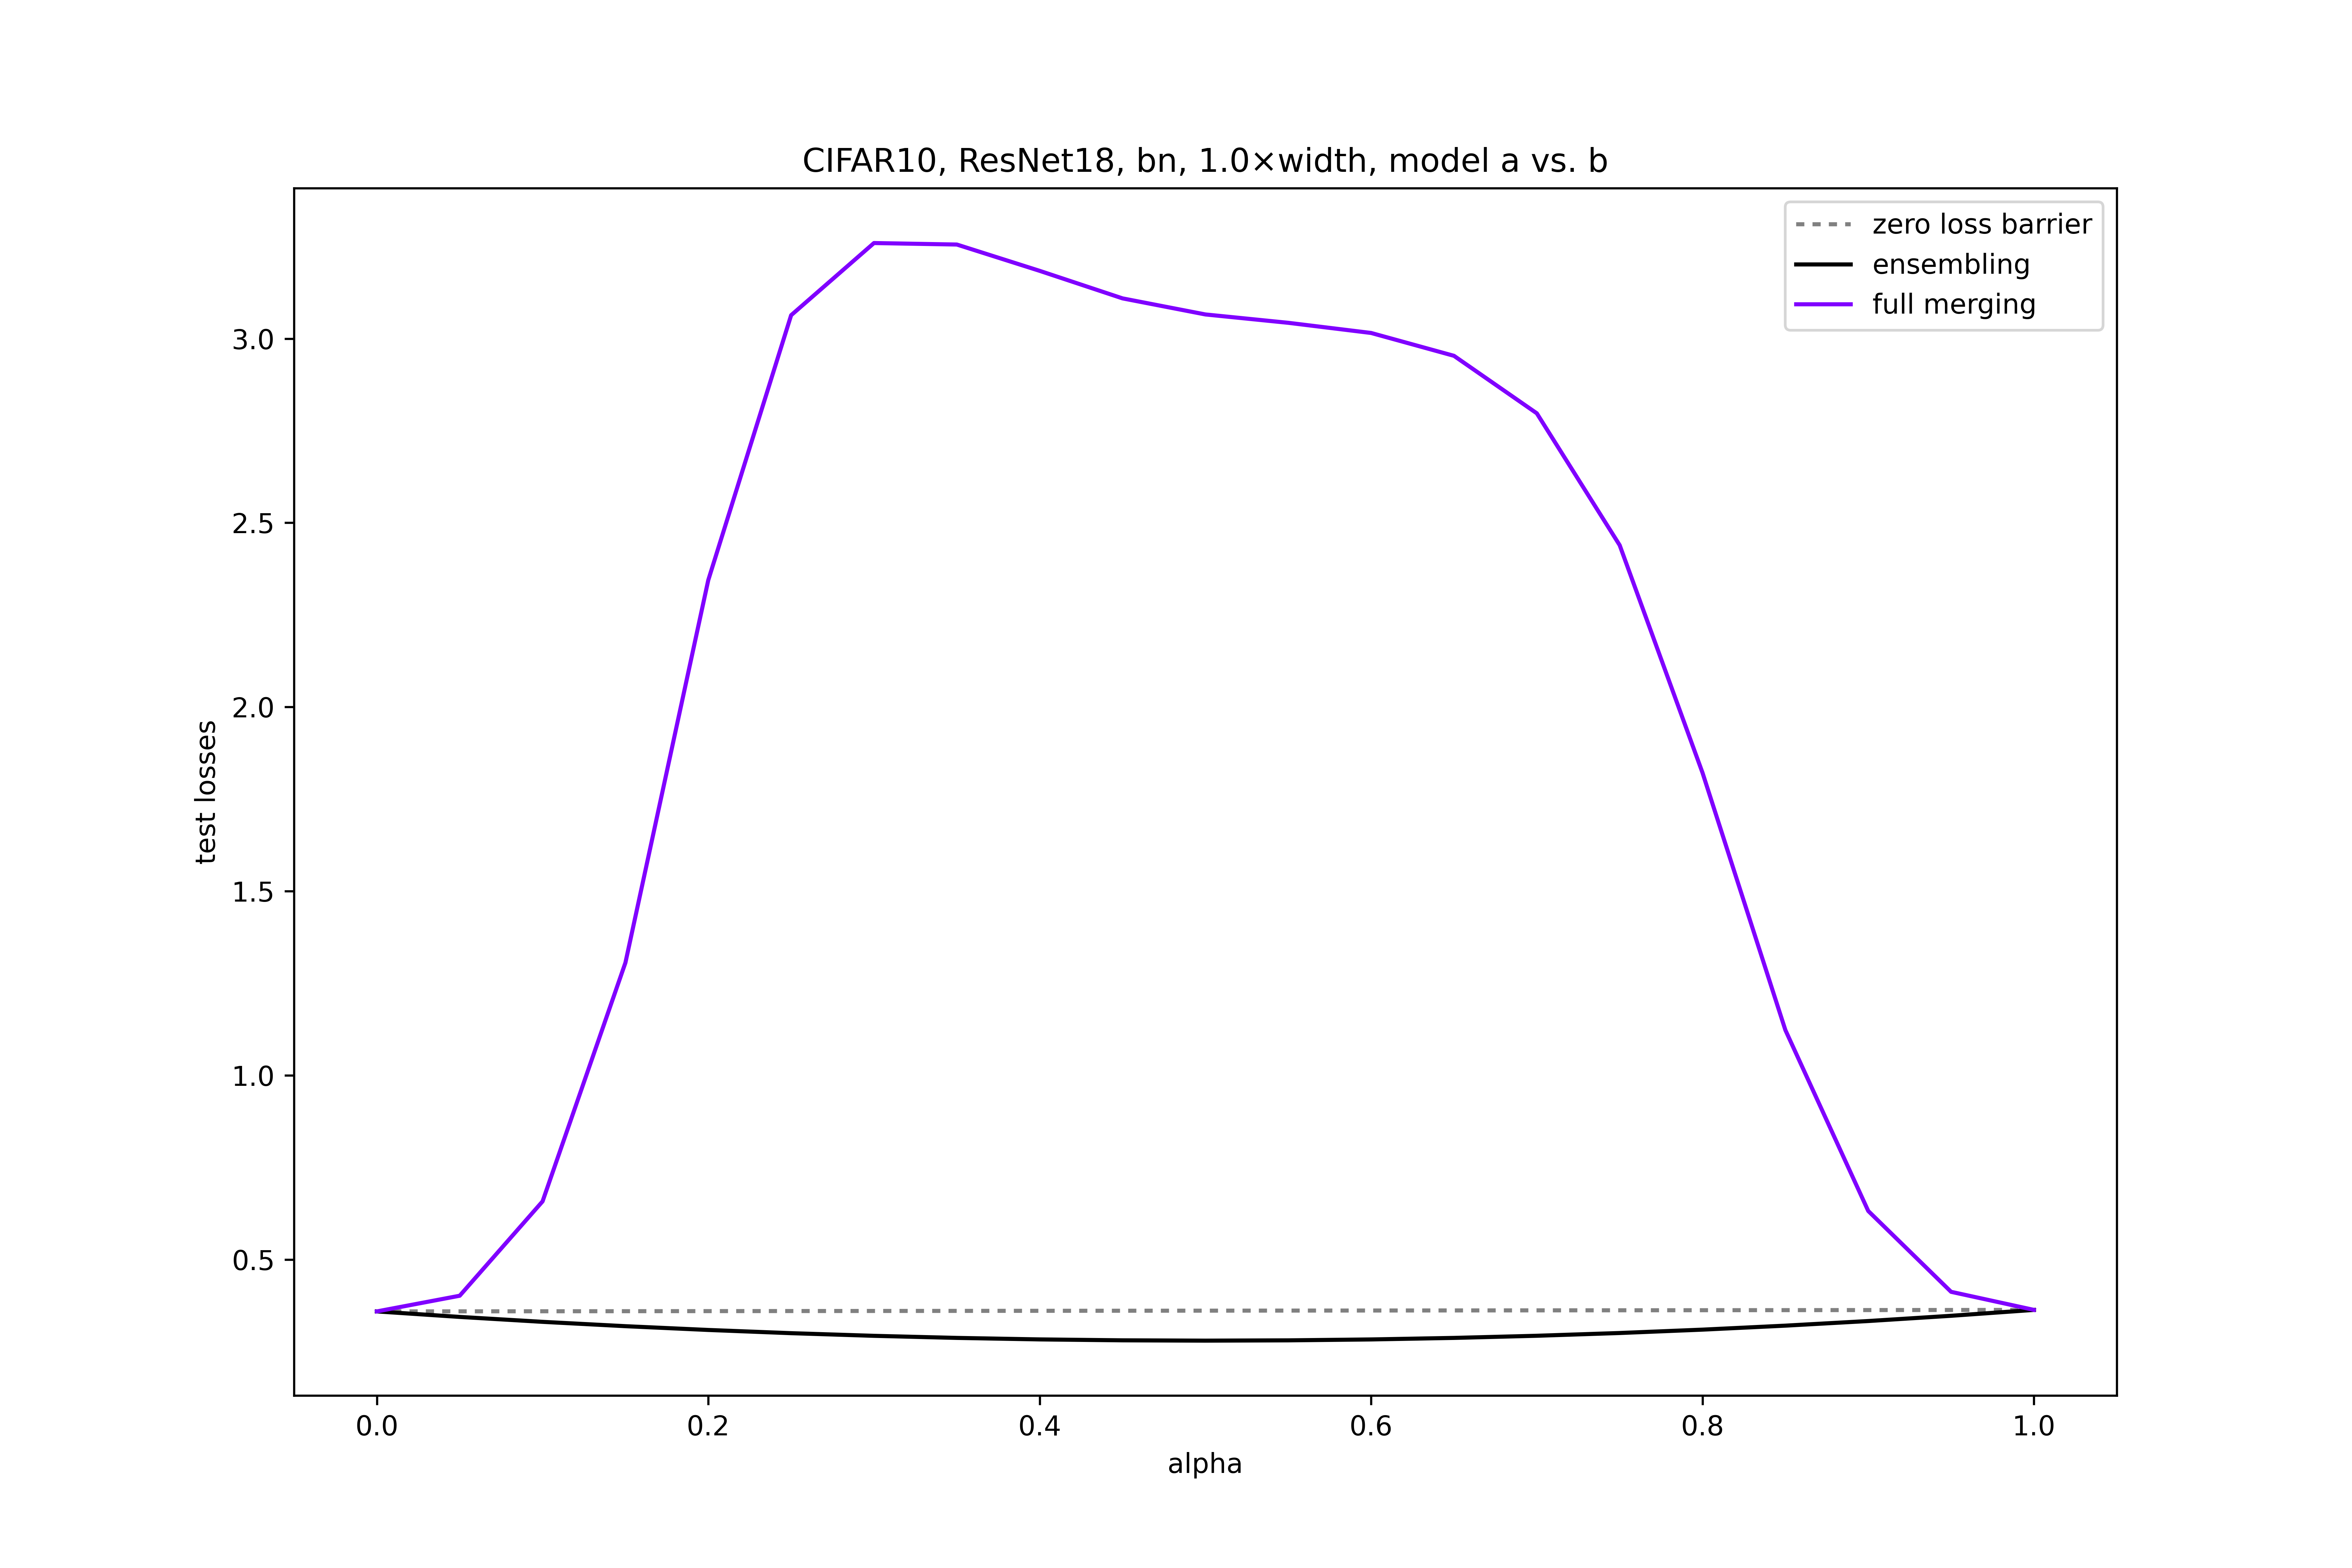 CIFAR10, ResNet18, bn, 1.0×width, model a vs. b
zero loss barrier
ensembling
full merging
test losses
3.0
2.5
2.0
1.5
1.0
0.5
0.0 0.2 0.4 0.6 0.8 1.0
alpha